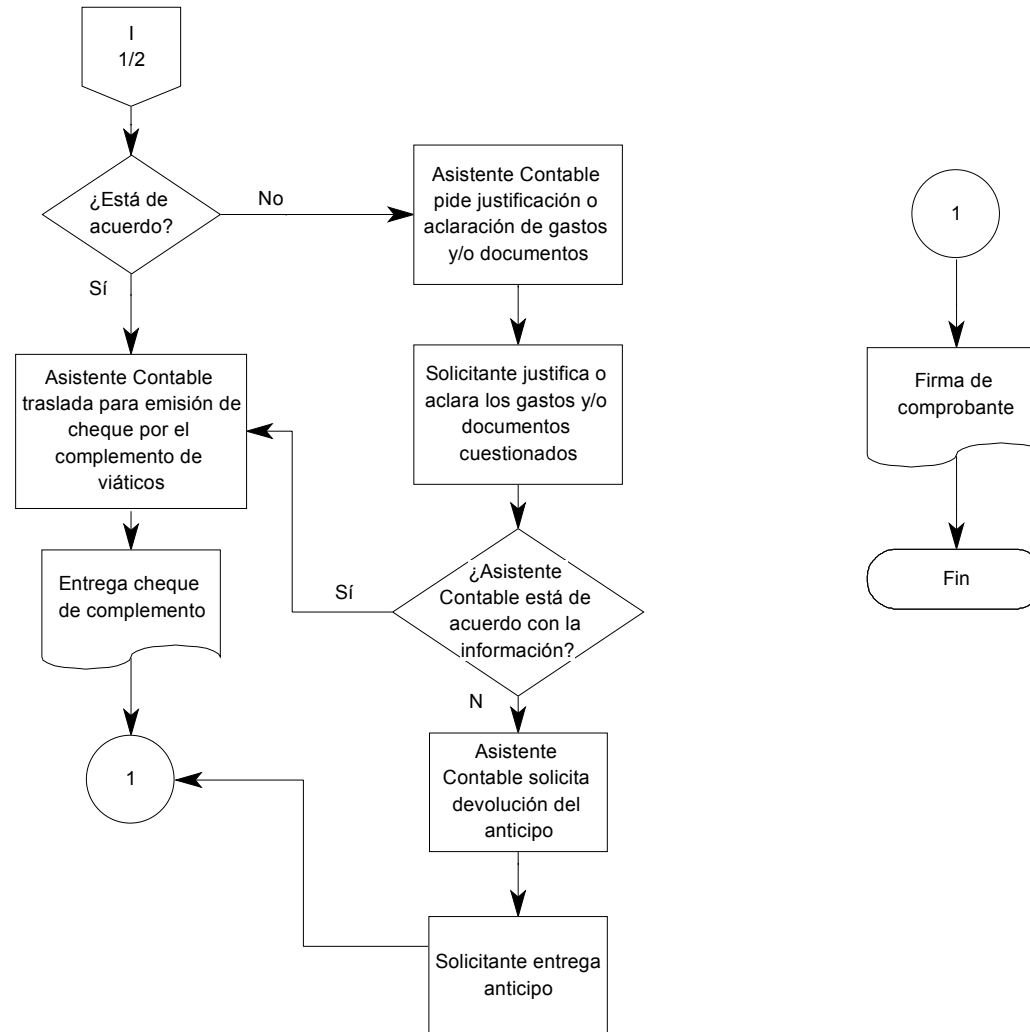 I
1/2
¿Está de
acuerdo?
No
Sí
Asistente Contable
pide justificación o
aclaración de gastos
y/o documentos
Asistente Contable
traslada para emisión de
cheque por el
complemento de
viáticos
Solicitante justifica o
aclara los gastos y/o
documentos
cuestionados
Entrega cheque
de complemento
Sí
¿Asistente
Contable está de
acuerdo con la
información?
N
1
Asistente
Contable solicita
devolución del
anticipo
Solicitante entrega
anticipo
1
Firma de
comprobante
Fin